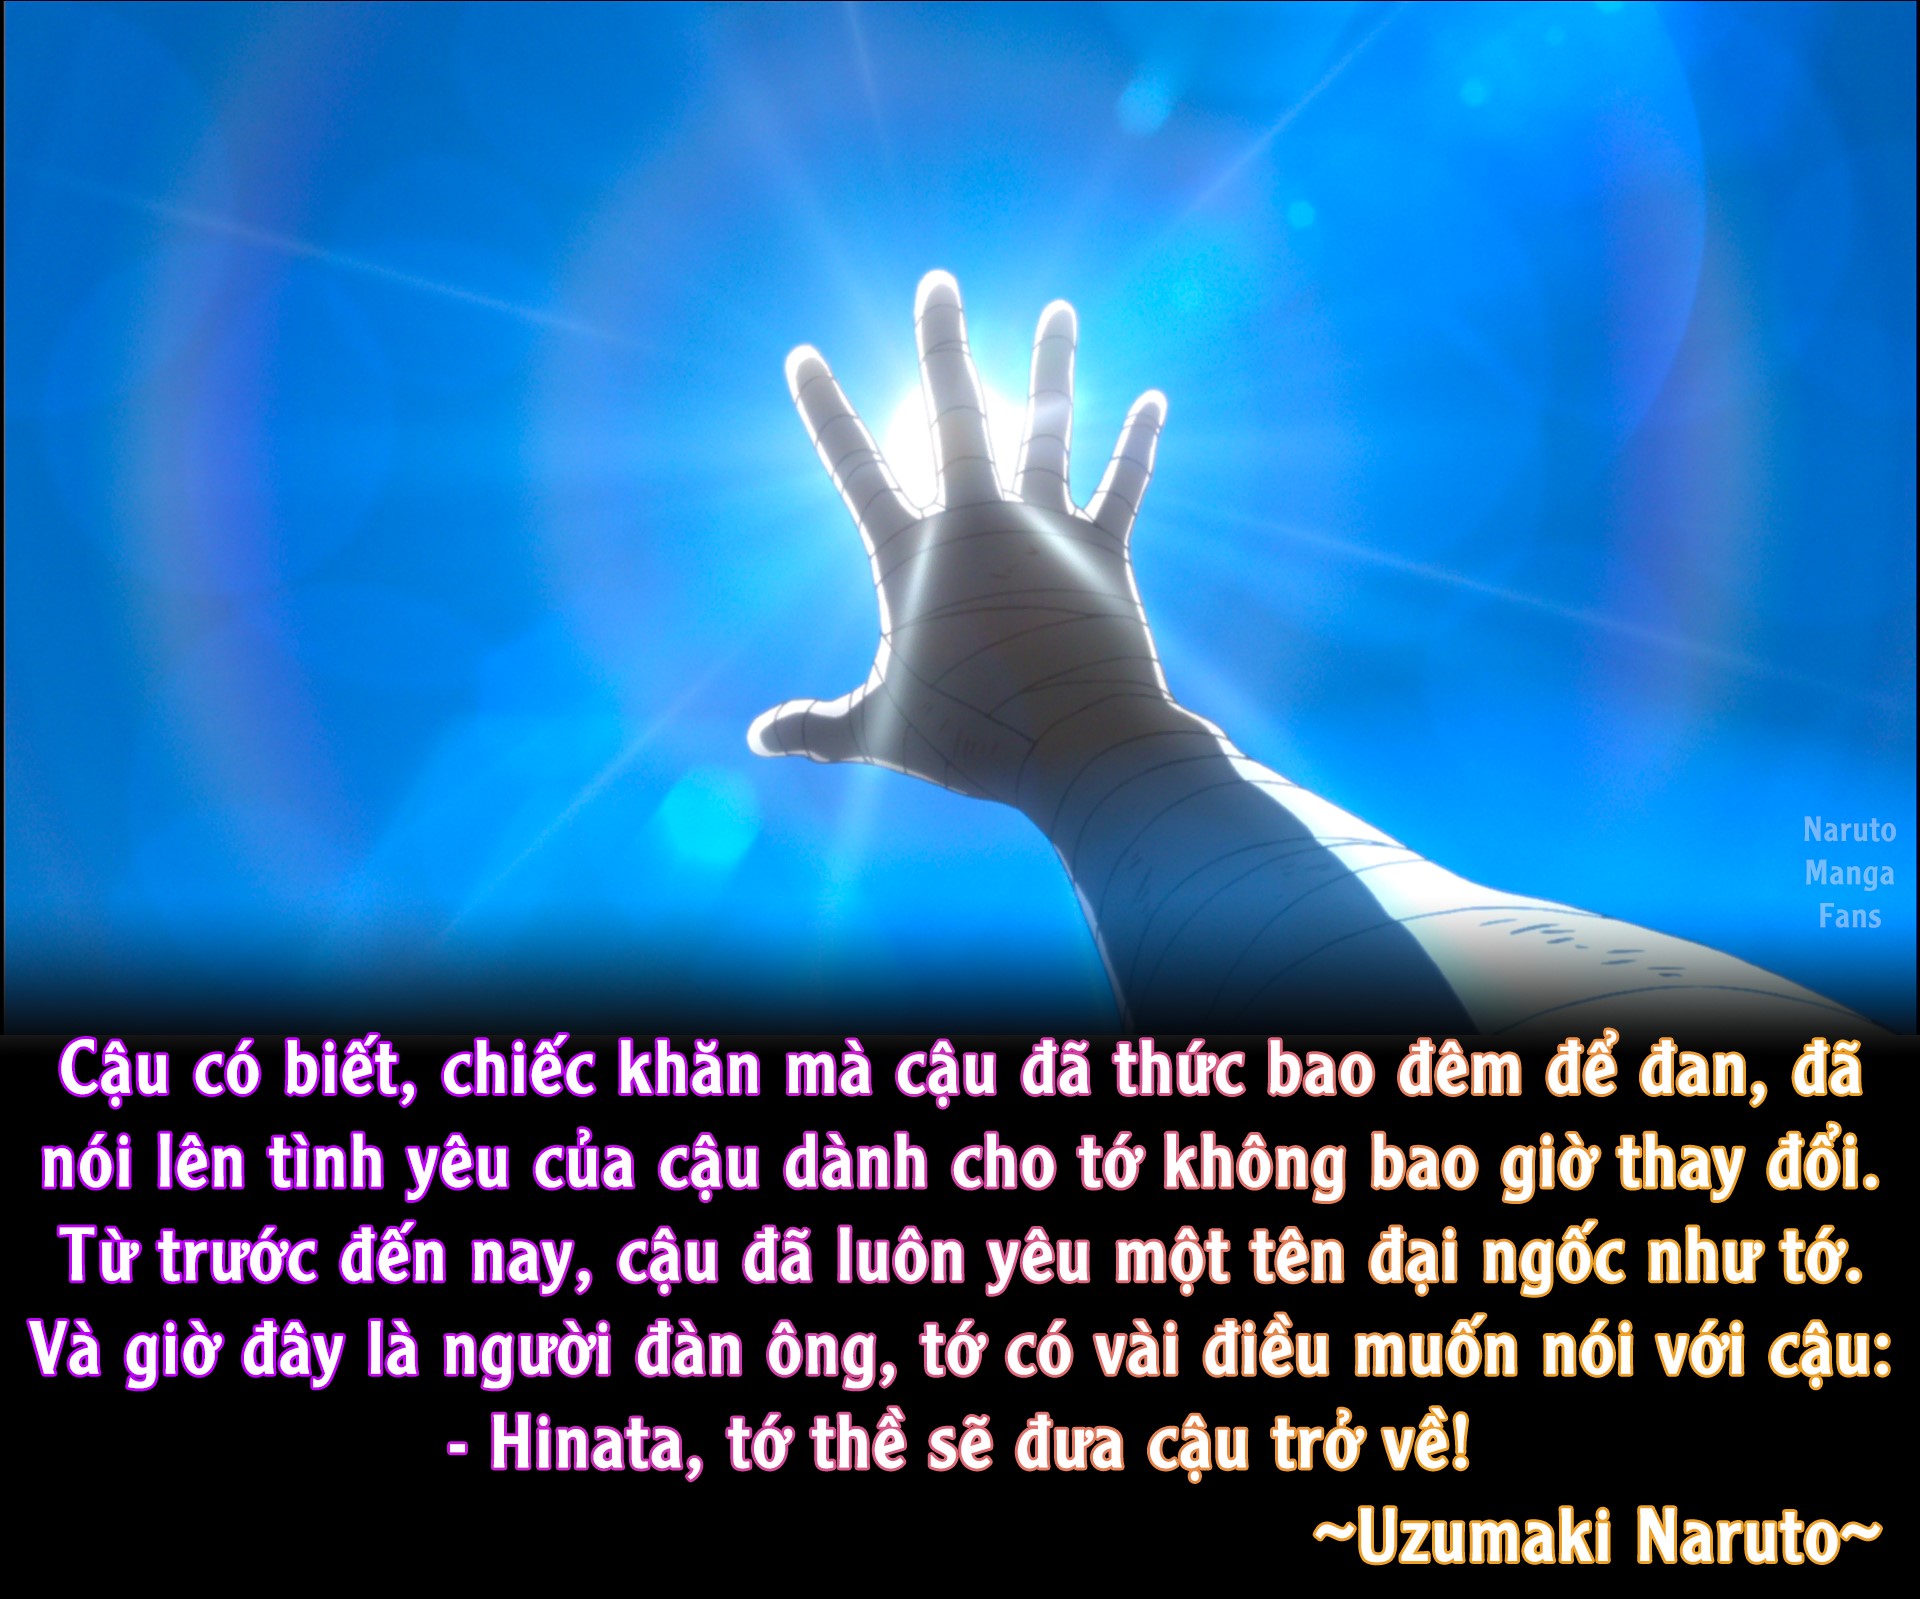 Naruto
Manga
Fans
Cậu có biết, chiếc khăn mà cậu đã thức bao đêm để đan, đã
nói lên tình yêu của cậu dành cho tớ không bao giờ thay đổi.
Từ trước đến nay, cậu đã luôn yêu một tên đại ngốc như tớ.
Và giờ đây là người đàn ông, tớ có vài điều muốn nói với cậu:
- Hinata, tớ thề sẽ đưa cậu trở về!
~Uzumaki Naruto~